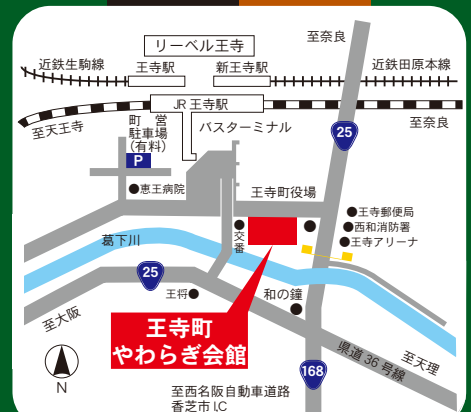 リーベル王寺
至奈良
近鉄生駒線
王寺駅
新王寺駅
近鉄田原本線
JR 王寺駅
至天王寺
町営
駐車場
(有料)
P
バスターミナル
25
至奈良
恵王病院
王寺町役場
王寺郵便局
西和消防署
王寺アリーナ
交番
葛下川
25
王将
和の鐘
至大阪
王寺町
やわらぎ会館
県道36号線
至天理
168
N
至西名阪自動車道路
香芝市I,C